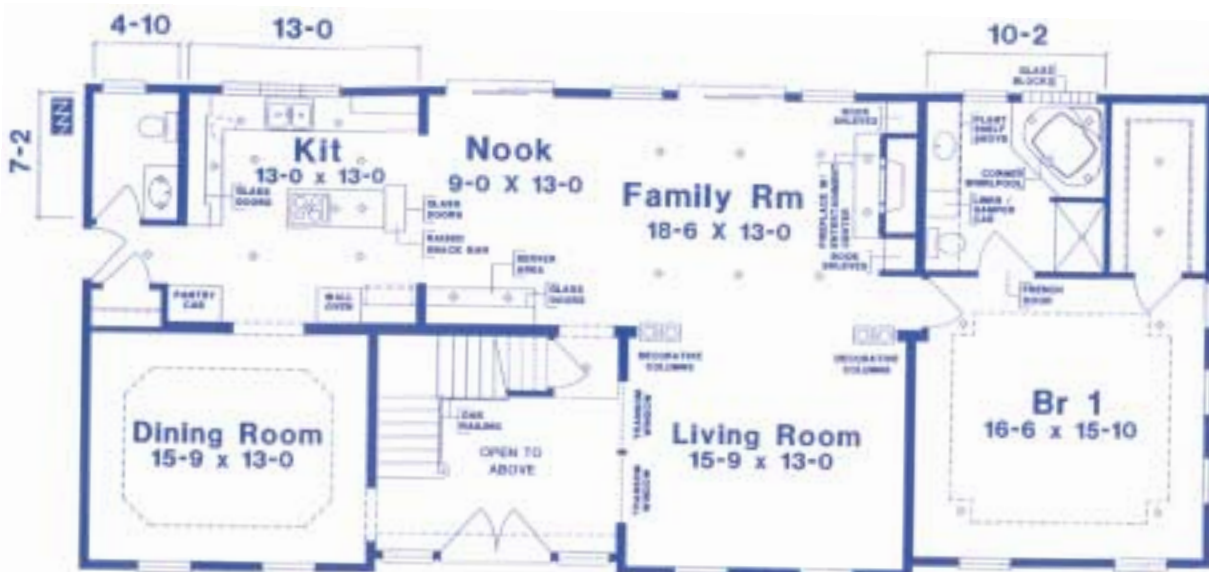 4-10
13-0
10-2
7-2
GLASS
BLOCKS
Kit
13-0 x 13-0
Nook
9-0 X 13-0
Family Rm
18-6 X 13-0
BOOK
SHELVES
PLANT
SHELF
ABOVE
CORNER
WHIRLPOOL
LINEN /
HAMPER
CAB
GLASS
DOORS
GLASS
DOORS
RAISED
SNACK BAR
FIREPLACE W/
ENTERTAINMENT
CENTER
SERVER
AREA
GLASS
DOORS
BOOK
SHELVES
FRENCH
DOOR
PANTRY
CAB
WALL
OVEN
DECORATIVE
COLUMNS
DECORATIVE
COLUMNS
Dining Room
15-9 x 13-0
OAK
RAILING
OPEN TO
ABOVE
TRANSOM
WINDOW
TRANSOM
WINDOW
Living Room
15-9 x 13-0
Br 1
16-6 x 15-10